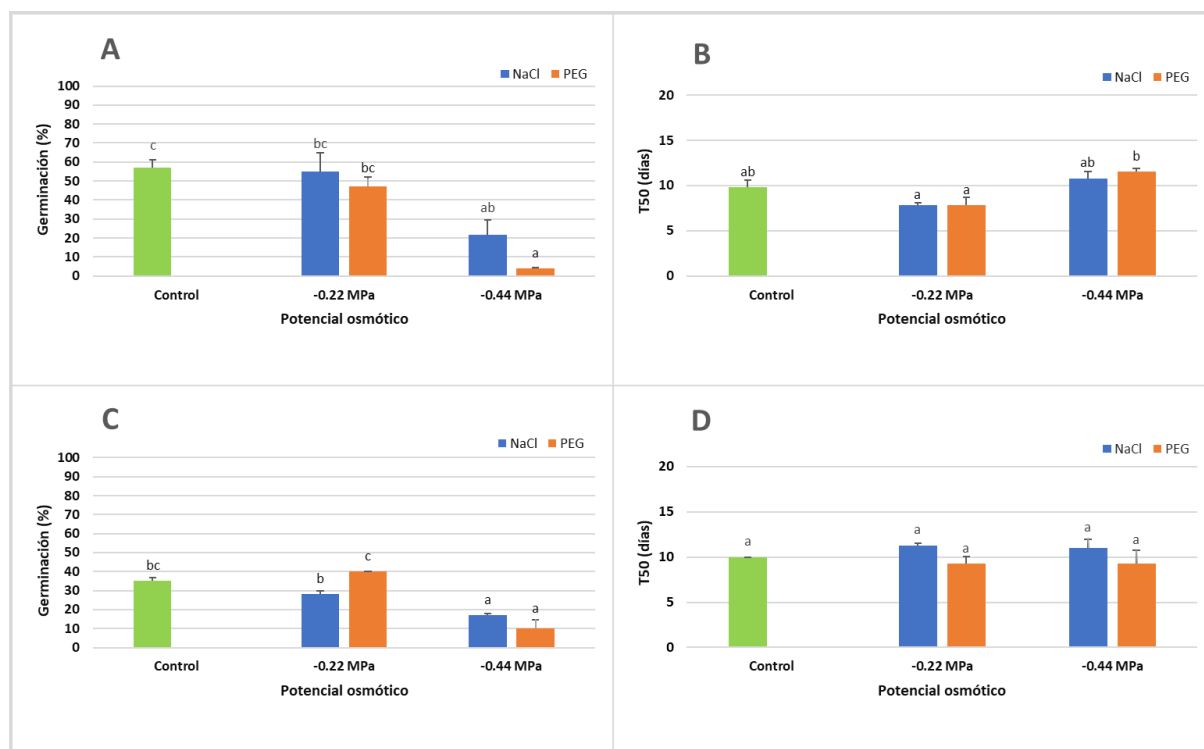 A
NaCl PEG
Germinación (%)
100
90
80
70
60
50
40
30
20
10
0
c
bc
bc
ab
a
Control -0.22 MPa -0.44 MPa
Potencial osmótico
B
NaCl PEG
T50 (días)
20
15
10
5
0
ab
a
a
ab
b
Control -0.22 MPa -0.44 MPa
Potencial osmótico
C
NaCl PEG
Germinación (%)
100
90
80
70
60
50
40
30
20
10
0
bc
b
c
a
a
Control -0.22 MPa -0.44 MPa
Potencial osmótico
D
NaCl PEG
T50 (días)
20
15
10
5
0
a
a
a
a
a
Control -0.22 MPa -0.44 MPa
Potencial osmótico